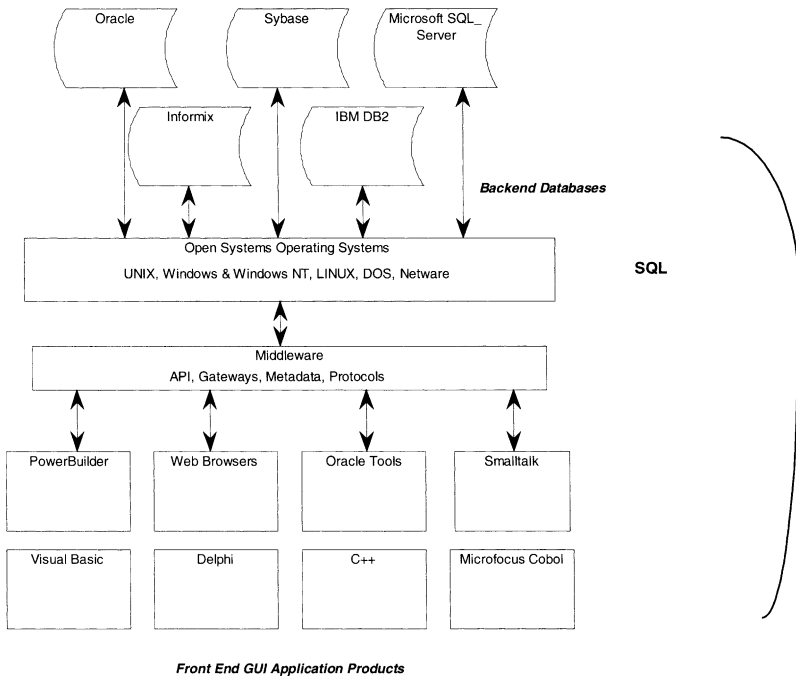 Oracle
Sybase
Microsoft SQL_
Server
Informix
IBM DB2
Backend Databases
Open Systems Operating Systems
UNIX, Windows & Windows NT, LINUX, DOS, Netware
SQL
Middleware
API, Gateways, Metadata, Protocols
PowerBuilder
Web Browsers
Oracle Tools
Smalltalk
Visual Basic
Delphi
C++
Microfocus Cobol
Front End GUI Application Products